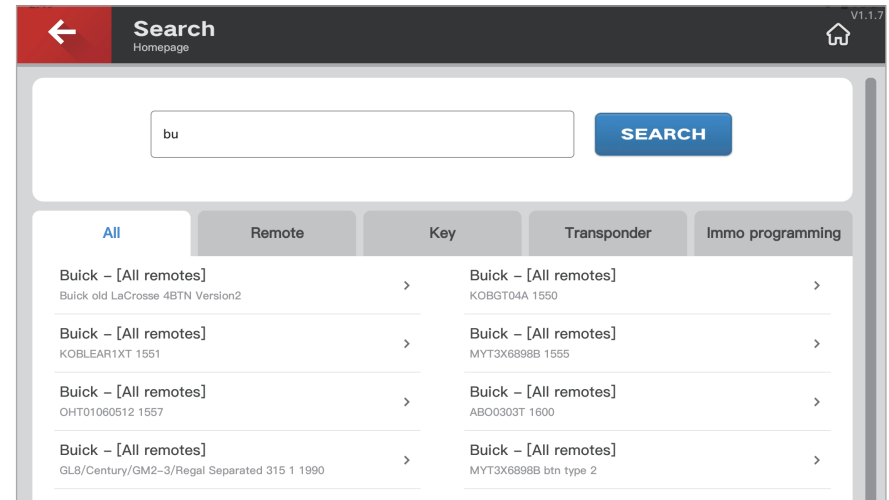 V1.1.7
Search
Homepage
bu
SEARCH
All
Remote
Key
Transponder
Immo programming
Buick – [All remotes]
Buick old LaCrosse 4BTN Version2
Buick – [All remotes]
KOBGT04A 1550
Buick – [All remotes]
KOBLEAR1XT 1551
Buick – [All remotes]
MYT3X6898B 1555
Buick – [All remotes]
OHT01060512 1557
Buick – [All remotes]
ABO0303T 1600
Buick – [All remotes]
GL8/Century/GM2–3/Regal Separated 315 1 1990
Buick – [All remotes]
MYT3X6898B btn type 2